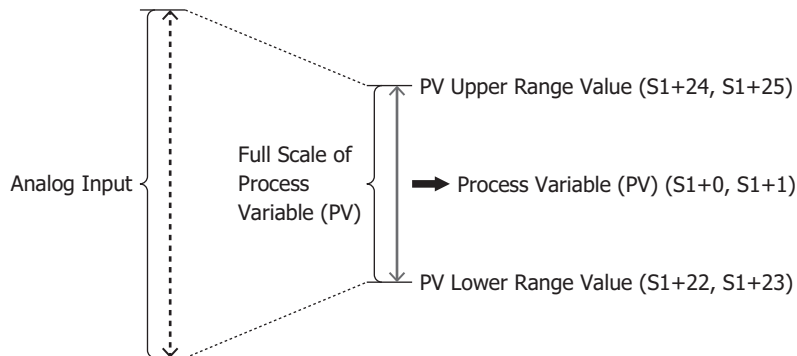 PV Upper Range Value (S1+24, S1+25)
Full Scale of
Process
Variable (PV)
Analog Input
Process Variable (PV) (S1+0, S1+1)
PV Lower Range Value (S1+22, S1+23)